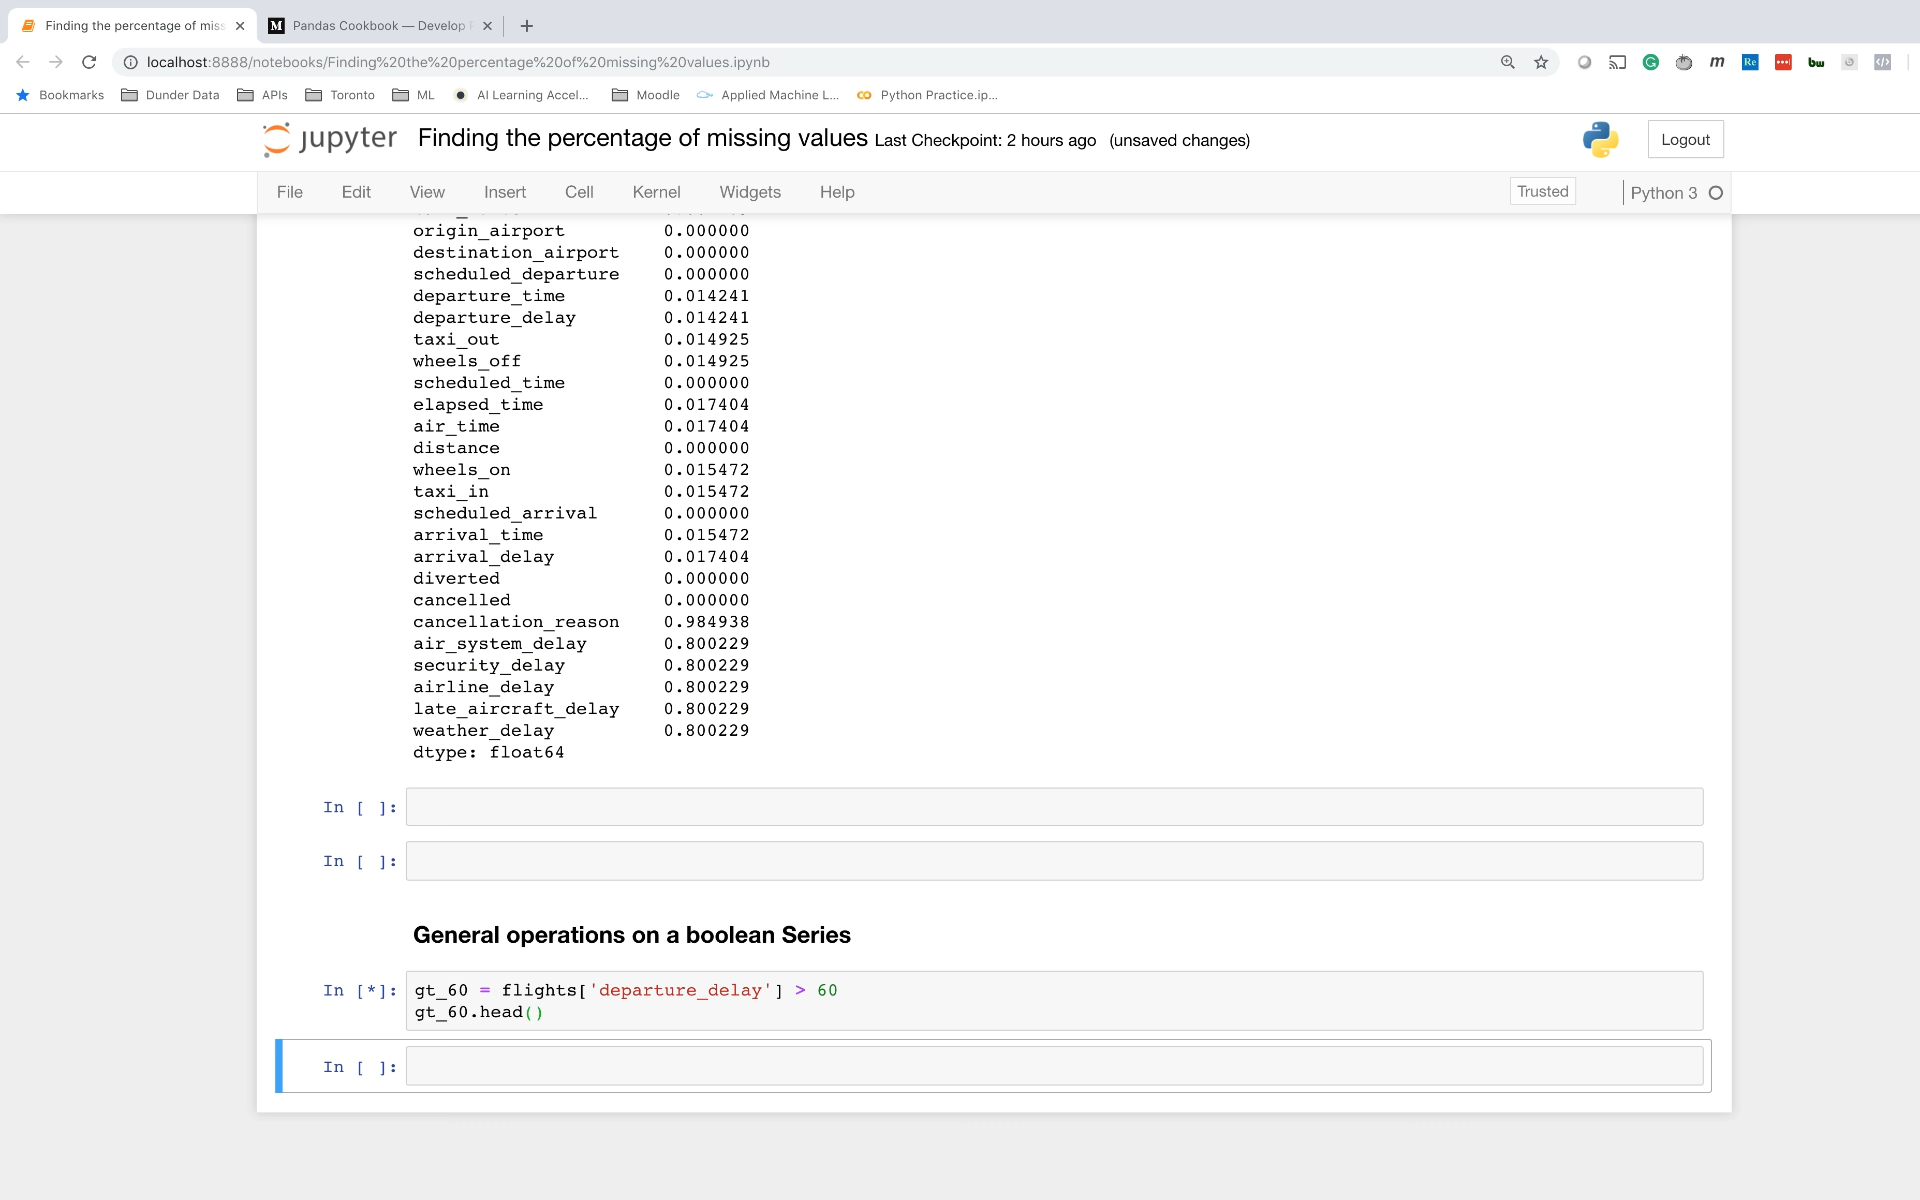 Finding the percentage of miss
Pandas Cookbook — Develop
localhost:8888/notebooks/Finding%20the%20percentage%20of%20missing%20values.ipynb
Bookmarks Dunder Data APIs Toronto ML AI Learning Accel... Moodle Applied Machine L... Python Practice.ip...
jupyter Finding the percentage of missing values Last Checkpoint: 2 hours ago (unsaved changes) Logout
File Edit View Insert Cell Kernel Widgets Help Trusted Python 3
origin_airport 0.000000
destination_airport 0.000000
scheduled_departure 0.000000
departure_time 0.014241
departure_delay 0.014241
taxi_out 0.014925
wheels_off 0.014925
scheduled_time 0.000000
elapsed_time 0.017404
air_time 0.017404
distance 0.000000
wheels_on 0.015472
taxi_in 0.015472
scheduled_arrival 0.000000
arrival_time 0.015472
arrival_delay 0.017404
diverted 0.000000
cancelled 0.000000
cancellation_reason 0.984938
air_system_delay 0.800229
security_delay 0.800229
airline_delay 0.800229
late_aircraft_delay 0.800229
weather_delay 0.800229
dtype: float64
In [ ]:
In [ ]:
General operations on a boolean Series
In [*]: gt_60 = flights['departure_delay'] > 60
gt_60.head()
In [ ]: